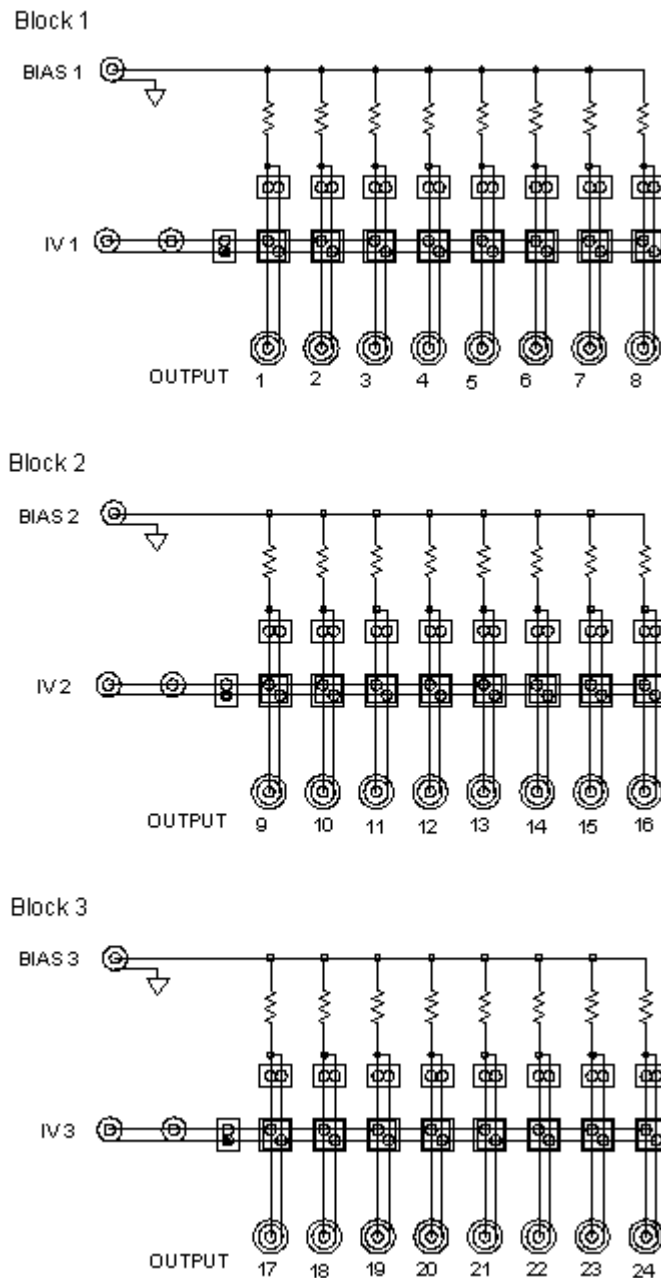 Block 1
BIAS 1
IV 1
OUTPUT 1 2 3 4 5 6 7 8
Block 2
BIAS 2
IV 2
OUTPUT 9 10 11 12 13 14 15 16
Block 3
BIAS 3
IV 3
OUTPUT 17 18 19 20 21 22 23 24